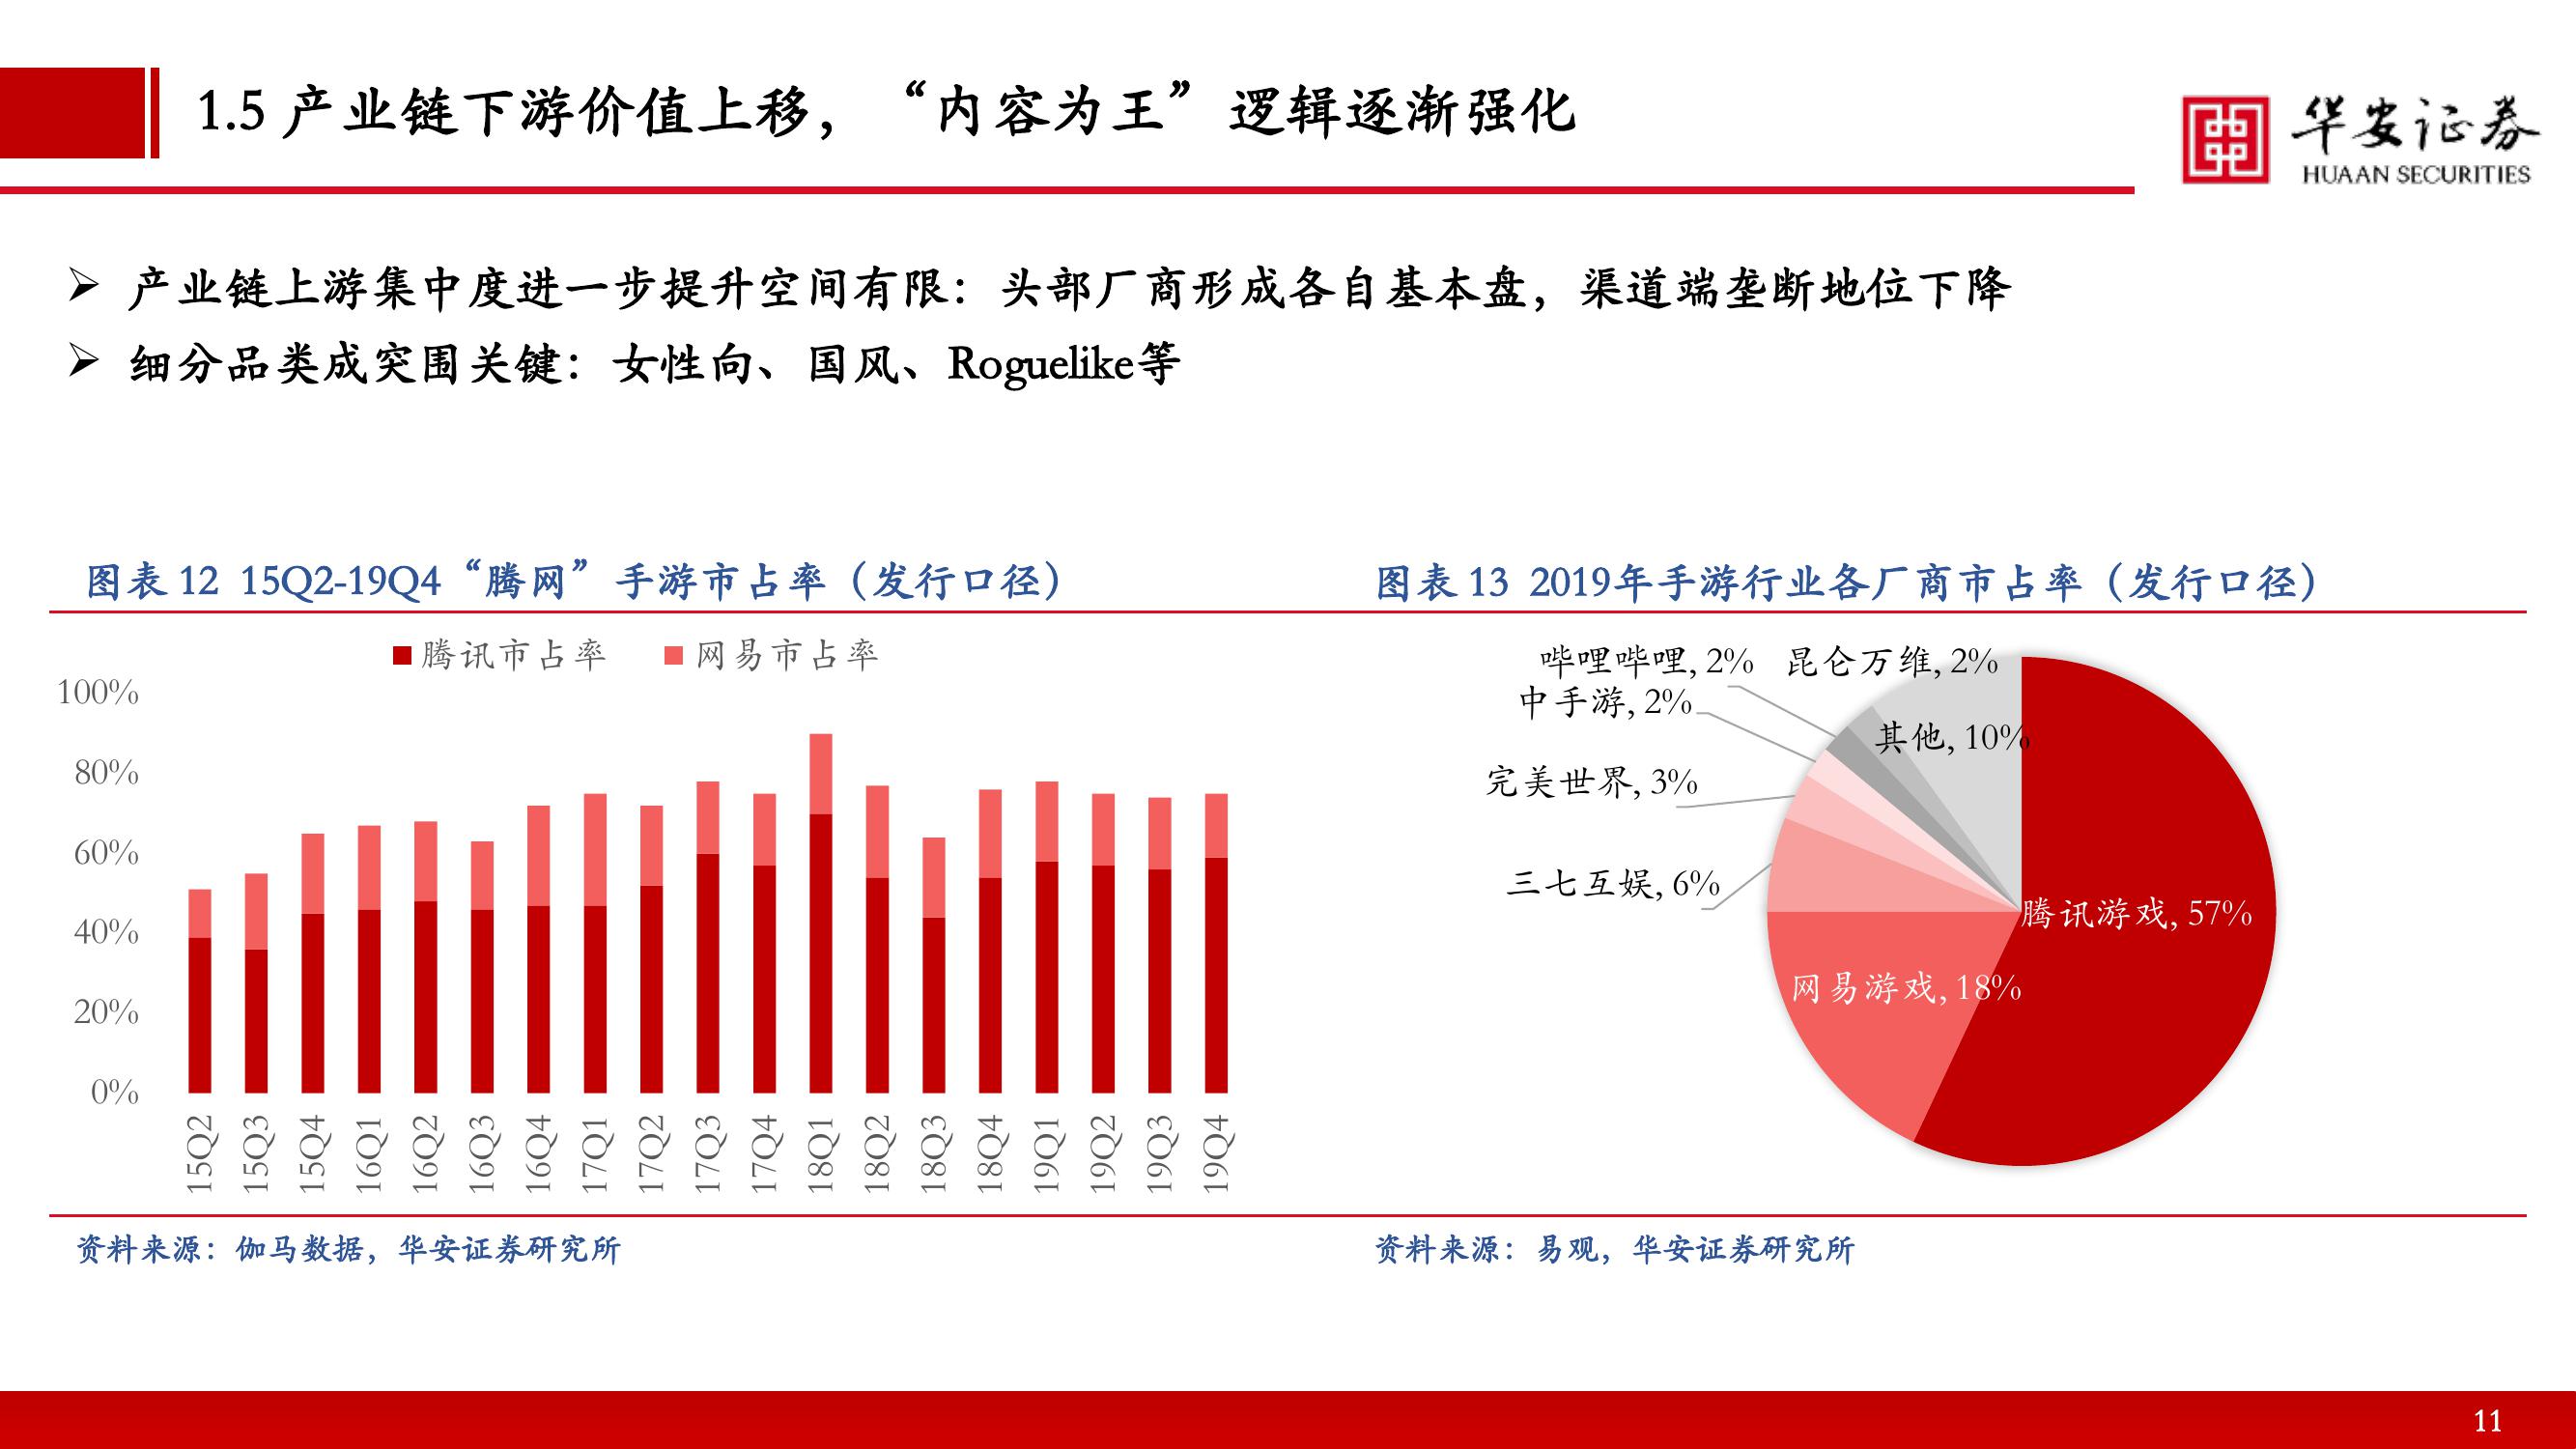 1.5 产业链下游价值上移，“内容为王”逻辑逐渐强化
华安证券
HUAAN SECURITIES
➢ 产业链上游集中度进一步提升空间有限：头部厂商形成各自基本盘，渠道端垄断地位下降
➢ 细分品类成突围关键：女性向、国风、Roguelike等
图表 12 15Q2-19Q4“腾网”手游市占率（发行口径）
腾讯市占率 网易市占率
100%
80%
60%
40%
20%
0%
15Q2 15Q3 15Q4 16Q1 16Q2 16Q3 16Q4 17Q1 17Q2 17Q3 17Q4 18Q1 18Q2 18Q3 18Q4 19Q1 19Q2 19Q3 19Q4
资料来源：伽马数据，华安证券研究所
图表 13 2019年手游行业各厂商市占率（发行口径）
哔哩哔哩, 2% 昆仑万维, 2%
中手游, 2%
其他, 10%
完美世界, 3%
三七互娱, 6%
腾讯游戏, 57%
网易游戏, 18%
资料来源：易观，华安证券研究所
11